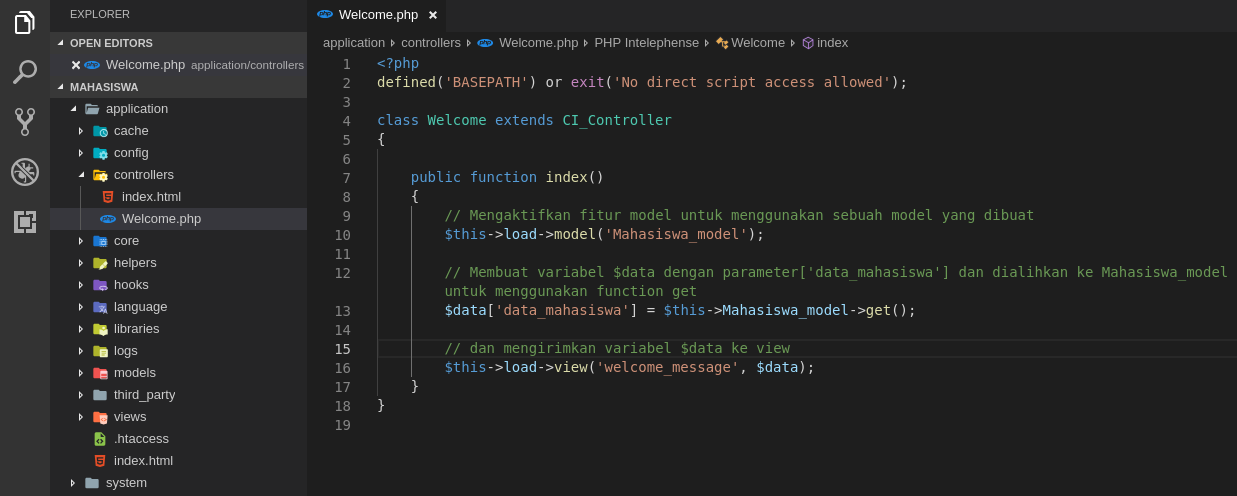 EXPLORER
OPEN EDITORS
Welcome.php application/controllers
MAHASISWA
application
cache
config
controllers
index.html
Welcome.php
core
helpers
hooks
language
libraries
logs
models
third_party
views
.htaccess
index.html
system
Welcome.php
application controllers Welcome.php PHP Intelephense Welcome index
1 <?php
2 defined('BASEPATH') or exit('No direct script access allowed');
3
4 class Welcome extends CI_Controller
5 {
6
7 public function index()
8 {
9 // Mengaktifkan fitur model untuk menggunakan sebuah model yang dibuat
10 $this->load->model('Mahasiswa_model');
11
12 // Membuat variabel $data dengan parameter['data_mahasiswa'] dan dialihkan ke Mahasiswa_model
untuk menggunakan function get
13 $data['data_mahasiswa'] = $this->Mahasiswa_model->get();
14
15 // dan mengirimkan variabel $data ke view
16 $this->load->view('welcome_message', $data);
17 }
18 }
19